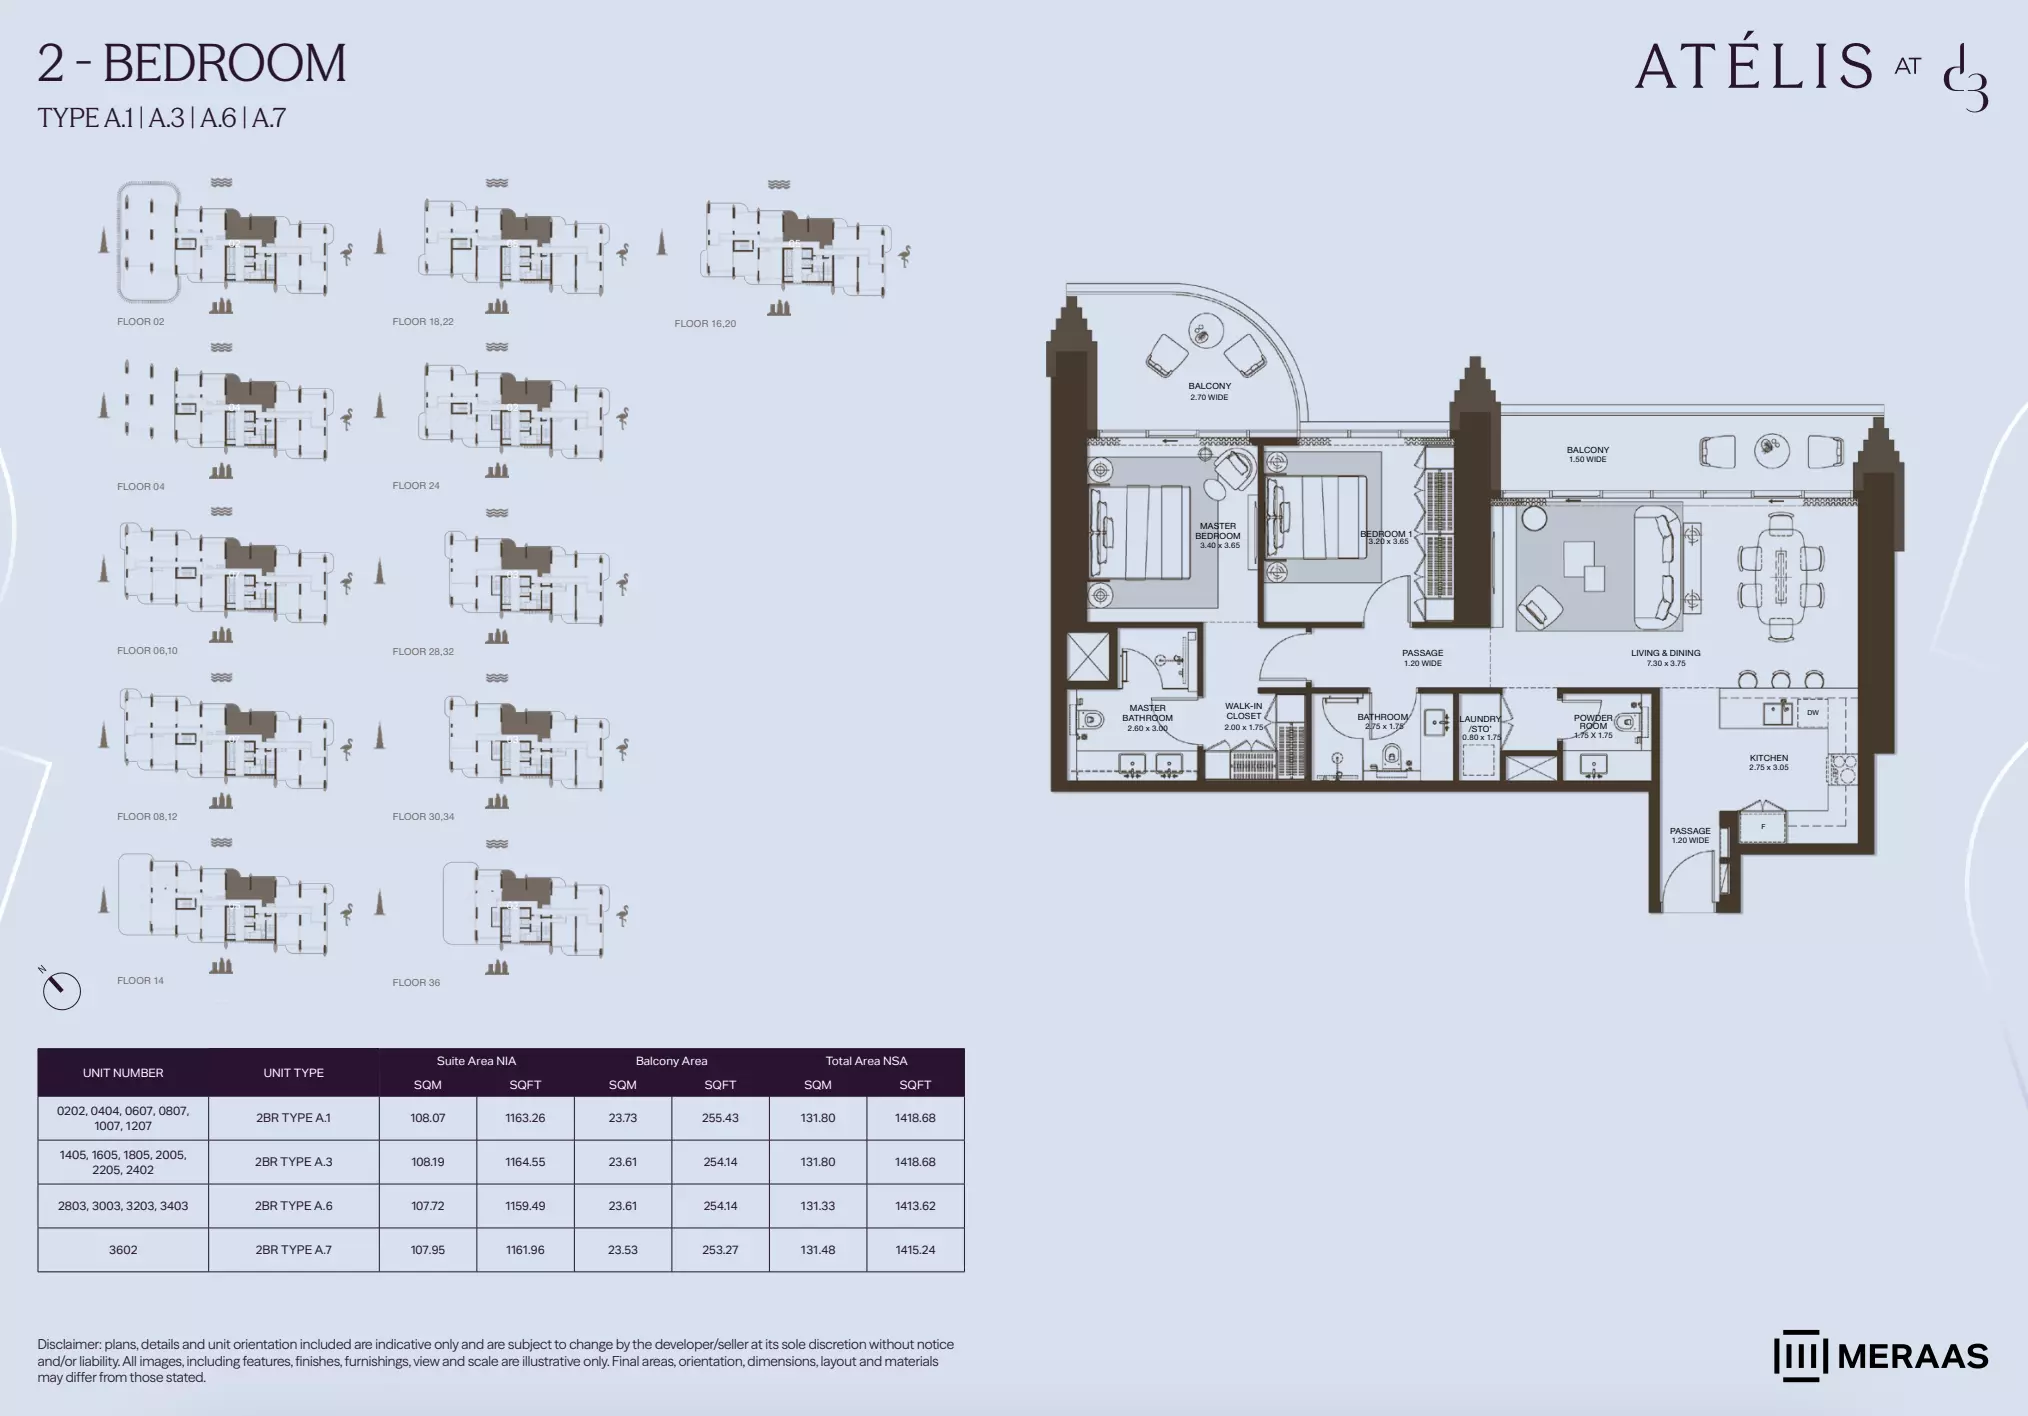 2 - BEDROOM
TYPE A.1 | A.3 | A.6 | A.7
ATÉLIS AT d3
FLOOR 02
FLOOR 18,22
FLOOR 16,20
FLOOR 04
FLOOR 24
FLOOR 06,10
FLOOR 28,32
FLOOR 08,12
FLOOR 30,34
FLOOR 14
FLOOR 36
N
BALCONY
2.70 WIDE
BALCONY
1.50 WIDE
MASTER
BEDROOM
3.40 x 3.65
BEDROOM 1
3.20 x 3.65
PASSAGE
1.20 WIDE
LIVING & DINING
7.30 x 3.75
MASTER
BATHROOM
2.60 x 3.00
WALK-IN
CLOSET
2.00 x 1.75
BATHROOM
2.75 x 1.75
LAUNDRY
/STO'
0.80 x 1.75
POWDER
ROOM
1.75 X 1.75
DW
KITCHEN
2.75 x 3.05
F
PASSAGE
1.20 WIDE
UNIT NUMBER UNIT TYPE Suite Area NIA Balcony Area Total Area NSA
SQM SQFT SQM SQFT SQM SQFT
0202, 0404, 0607, 0807,
1007, 1207
2BR TYPE A.1 108.07 1163.26 23.73 255.43 131.80 1418.68
1405, 1605, 1805, 2005,
2205, 2402
2BR TYPE A.3 108.19 1164.55 23.61 254.14 131.80 1418.68
2803, 3003, 3203, 3403 2BR TYPE A.6 107.72 1159.49 23.61 254.14 131.33 1413.62
3602 2BR TYPE A.7 107.95 1161.96 23.53 253.27 131.48 1415.24
Disclaimer: plans, details and unit orientation included are indicative only and are subject to change by the developer/seller at its sole discretion without notice
and/or liability. All images, including features, finishes, furnishings, view and scale are illustrative only. Final areas, orientation, dimensions, layout and materials
may differ from those stated.
MERAAS